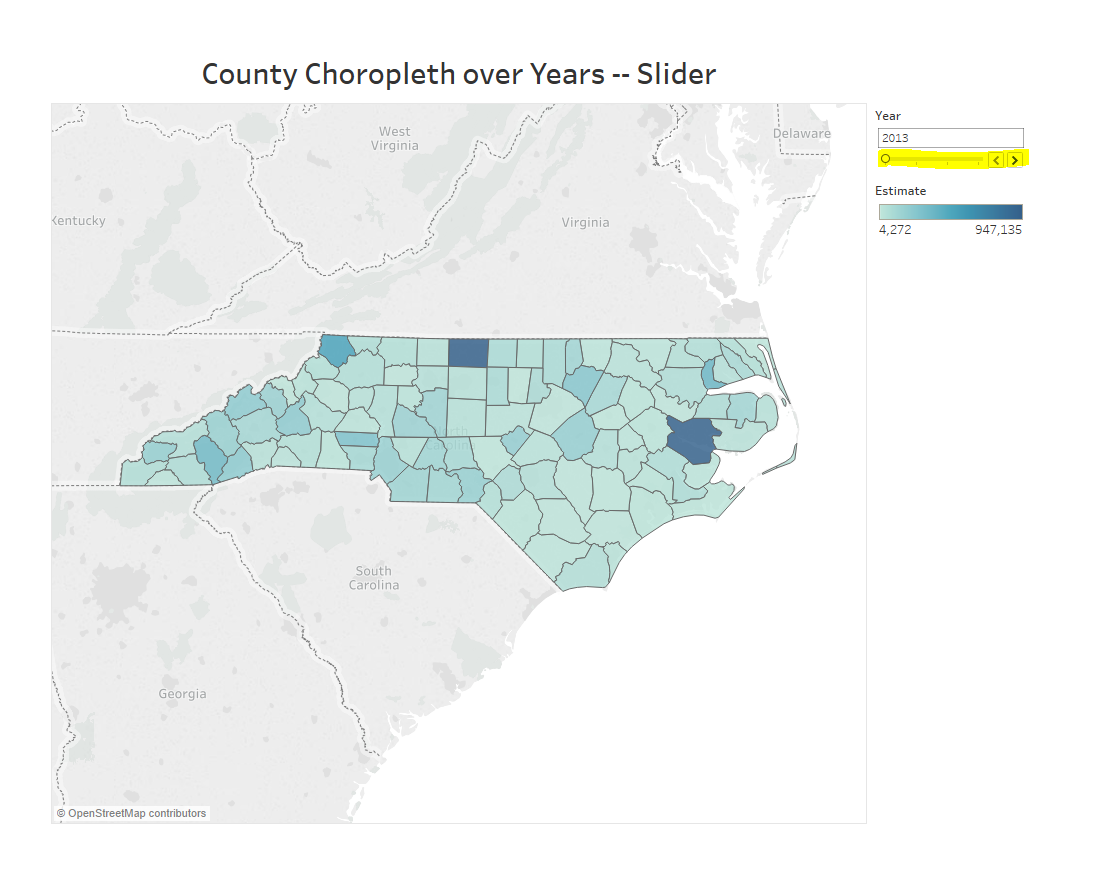 County Choropleth over Years -- Slider
West
Virginia
Delaware
Kentucky
Virginia
North
Carolina
South
Carolina
Georgia
© OpenStreetMap contributors
Year
2013
Estimate
4,272 947,135